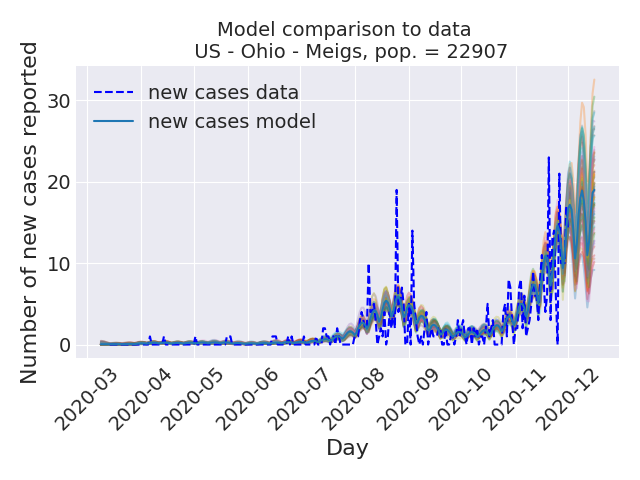 Model comparison to data
US - Ohio - Meigs, pop. = 22907
Number of new cases reported
30
20
10
0
new cases data
new cases model
2020-03
2020-04
2020-05
2020-06
2020-07
2020-08
2020-09
2020-10
2020-11
2020-12
Day